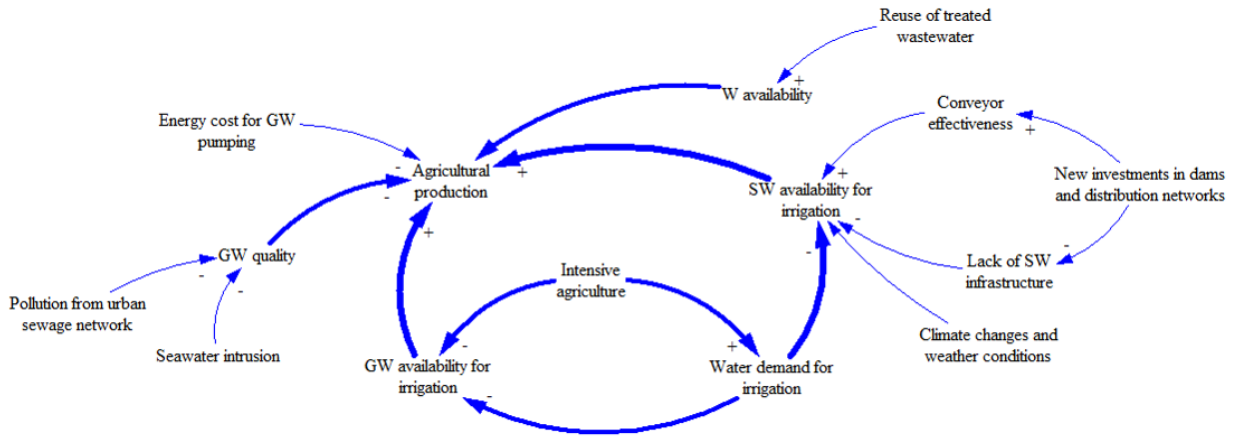 Reuse of treated
wastewater
+
W availability
Energy cost for GW
pumping
-
Conveyor
effectiveness
+
Agricultural
production
+
-
+
+
SW availability for
irrigation
-
-
New investments in dams
and distribution networks
-
GW quality
-
-
Intensive
agriculture
Lack of SW
infrastructure
Pollution from urban
sewage network
Seawater intrusion
Climate changes and
weather conditions
-
+
GW availability for
irrigation
-
Water demand for
irrigation